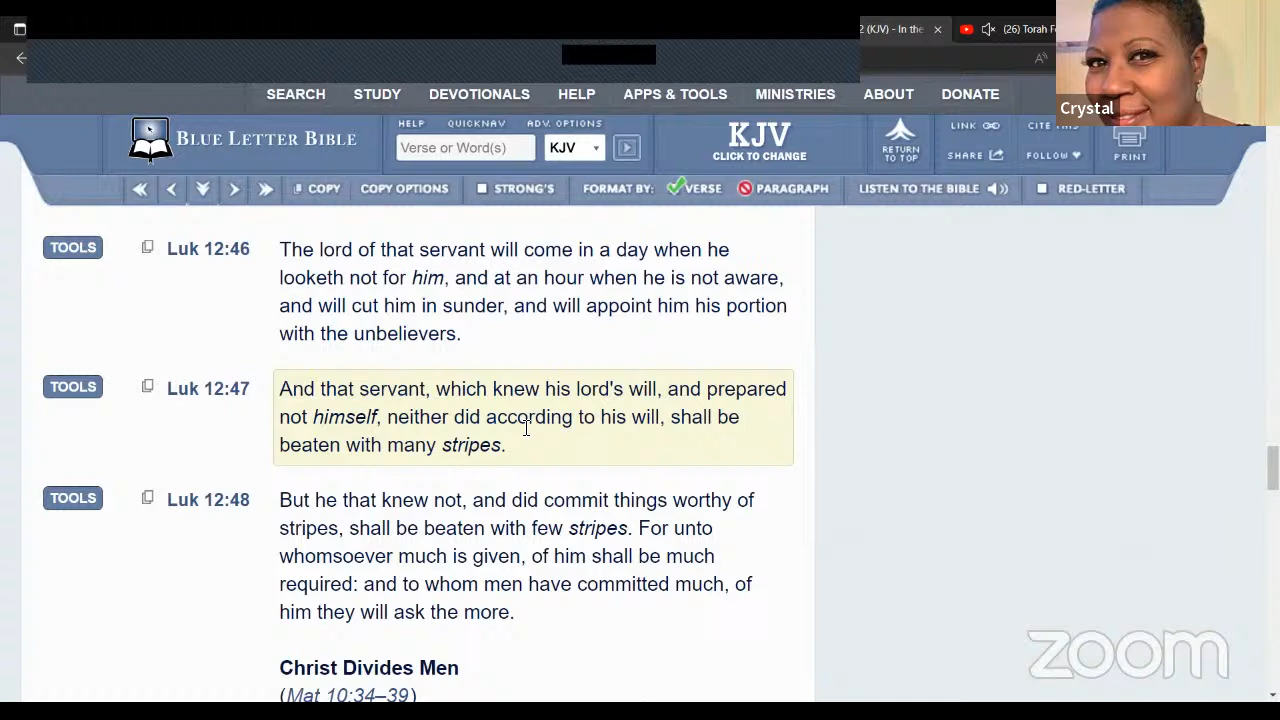 2 (KJV) - In the
(26) Torah F
Crystal
SEARCH STUDY DEVOTIONALS HELP APPS & TOOLS MINISTRIES ABOUT DONATE
BLUE LETTER BIBLE
HELP QUICKNAV ADV. OPTIONS
Verse or Word(s) KJV
KJV
CLICK TO CHANGE
RETURN
TO TOP
LINK CITE THIS
SHARE FOLLOW
PRINT
COPY COPY OPTIONS STRONG'S FORMAT BY: VERSE PARAGRAPH LISTEN TO THE BIBLE RED-LETTER
TOOLS Luk 12:46 The lord of that servant will come in a day when he
looketh not for him, and at an hour when he is not aware,
and will cut him in sunder, and will appoint him his portion
with the unbelievers.
TOOLS Luk 12:47 And that servant, which knew his lord's will, and prepared
not himself, neither did according to his will, shall be
beaten with many stripes.
TOOLS Luk 12:48 But he that knew not, and did commit things worthy of
stripes, shall be beaten with few stripes. For unto
whomsoever much is given, of him shall be much
required: and to whom men have committed much, of
him they will ask the more.
Christ Divides Men
(Mat 10:34–39)
zoom